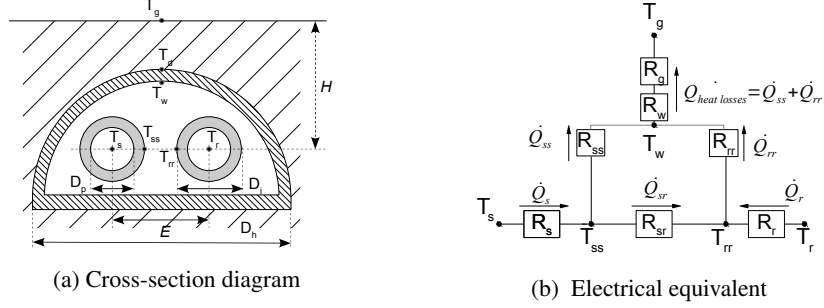 T_g
T_d
T_w
H
T_s
T_ss
T_rr
T_r
D_p
D_i
E
D_h
(a) Cross-section diagram
T_g
R_g
R_w
Q̇_heat losses=Q̇_ss+Q̇_rr
T_w
Q̇_ss
R_ss
R_rr
Q̇_rr
T_s
Q̇_s
R_s
T_ss
Q̇_sr
R_sr
T_rr
Q̇_r
R_r
T_r
(b) Electrical equivalent